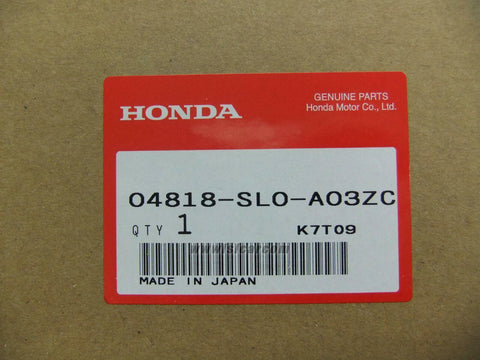 HONDA
GENUINE PARTS
Honda Motor Co., Ltd.
04818-SL0-A03ZC
QTY 1
K7T09
MADE IN JAPAN